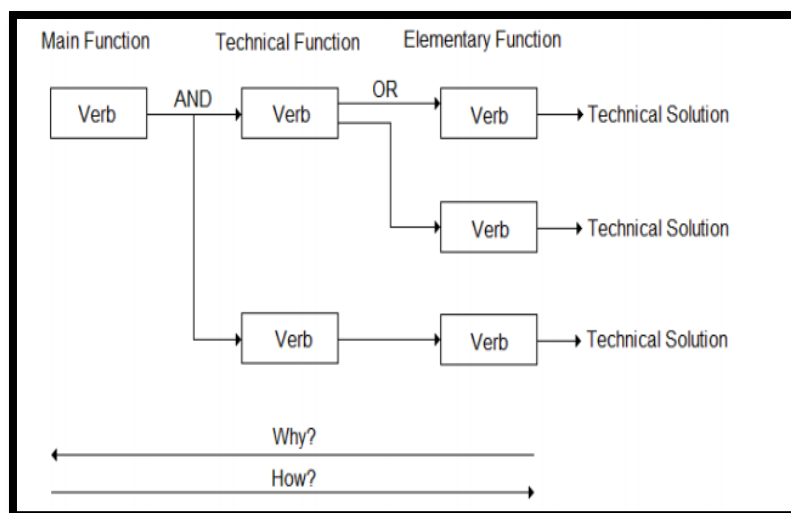 Main Function
Technical Function
Elementary Function
Verb
AND
Verb
OR
Verb
Technical Solution
Verb
Technical Solution
Verb
Verb
Technical Solution
Why?
How?